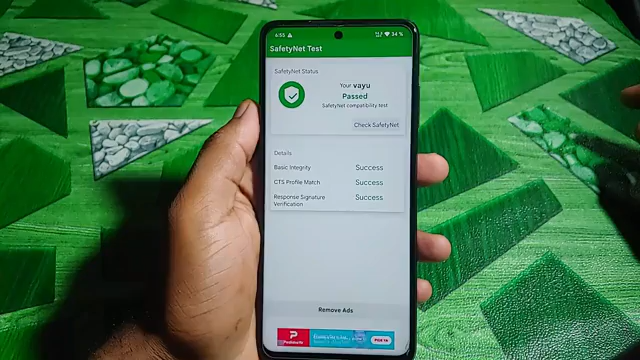 6:55
34 %
SafetyNet Test
SafetyNet Status
Your vayu
Passed
SafetyNet compatibility test
Check SafetyNet
Details
Basic Integrity Success
CTS Profile Match Success
Response Signature Verification Success
Remove Ads